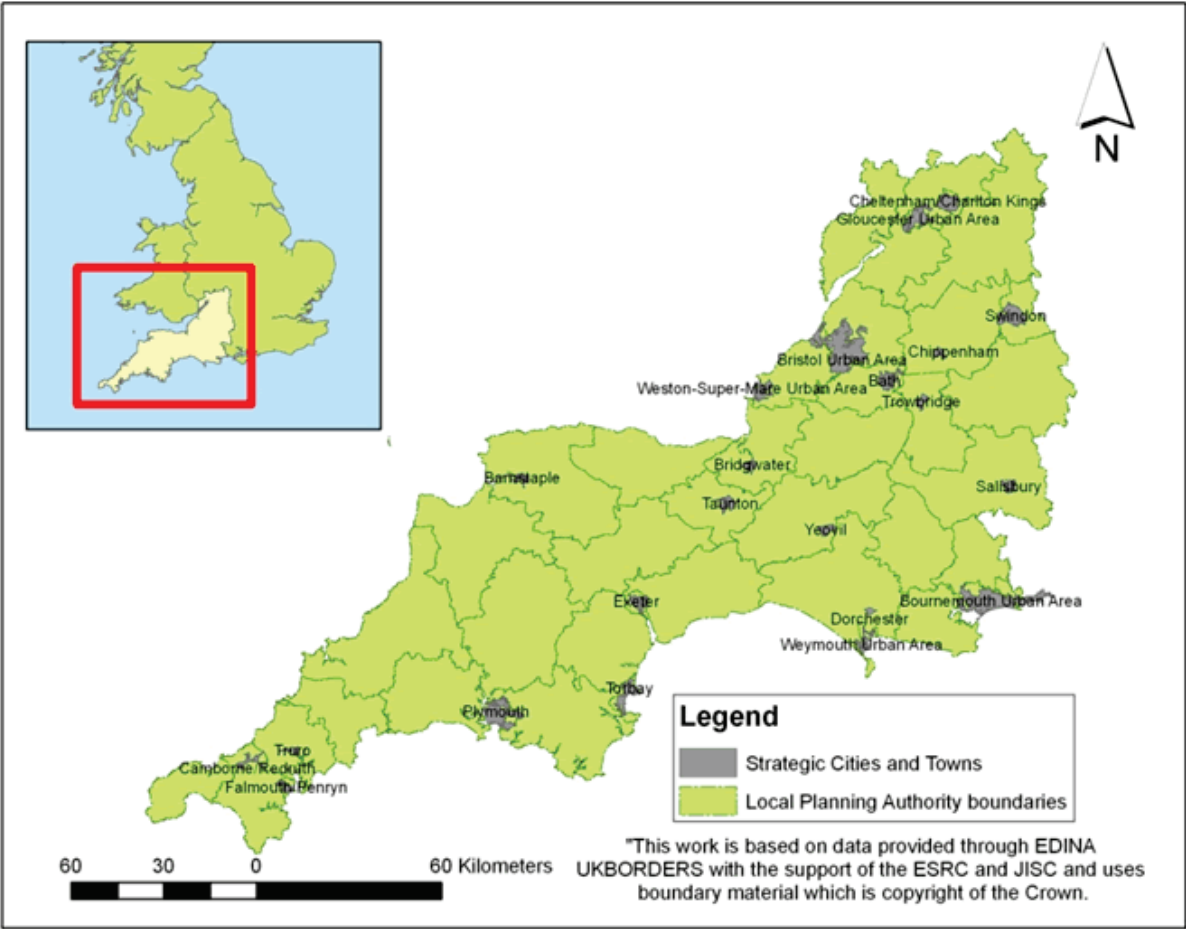 N
Cheltenham/Charlton Kings
Gloucester Urban Area
Swindon
Bristol Urban Area
Chippenham
Weston-Super-Mare Urban Area
Bath
Trowbridge
Bridgwater
Barnstaple
Salisbury
Taunton
Yeovil
Exeter
Bournemouth Urban Area
Dorchester
Weymouth Urban Area
Torbay
Plymouth
Truro
Camborne/Redruth
Falmouth/Penryn
Legend
Strategic Cities and Towns
Local Planning Authority boundaries
60 30 0 60 Kilometers
"This work is based on data provided through EDINA
UKBORDERS with the support of the ESRC and JISC and uses
boundary material which is copyright of the Crown.